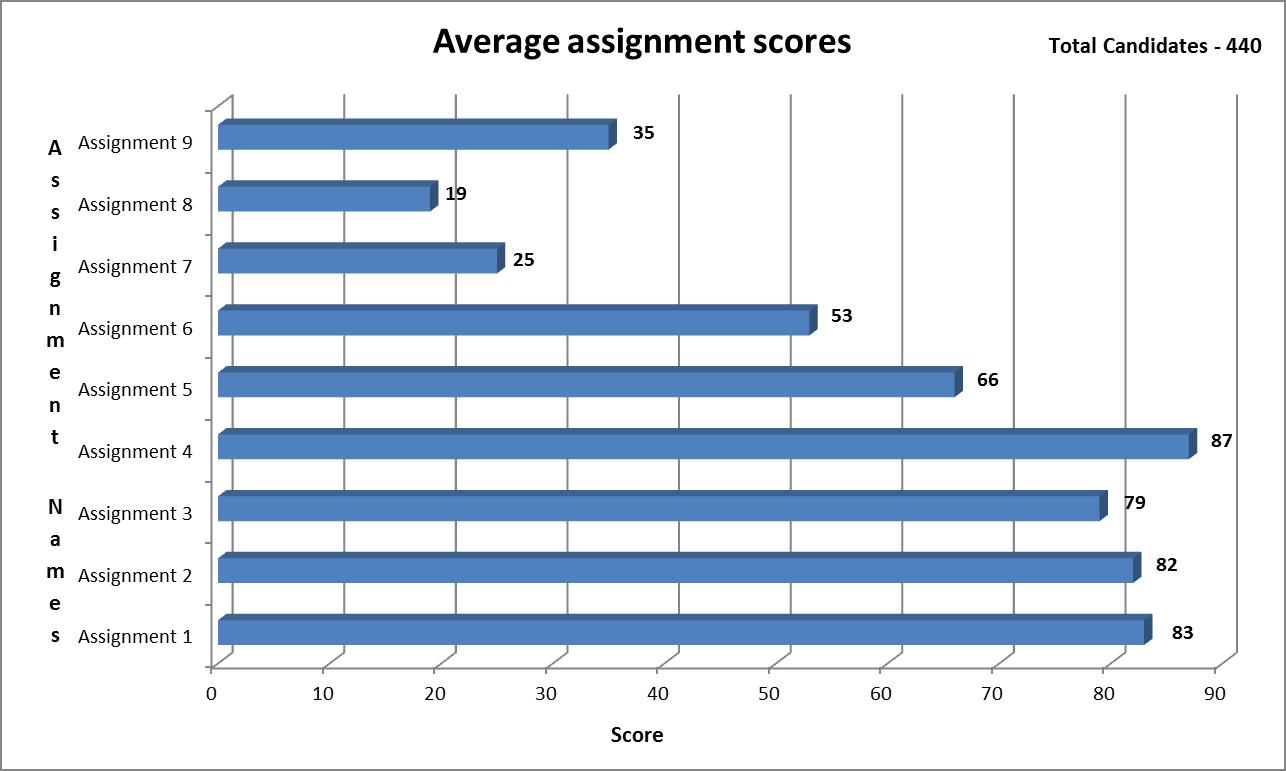 Average assignment scores
Total Candidates - 440
Assignment Names
Assignment 9
35
Assignment 8
19
Assignment 7
25
Assignment 6
53
Assignment 5
66
Assignment 4
87
Assignment 3
79
Assignment 2
82
Assignment 1
83
0 10 20 30 40 50 60 70 80 90
Score